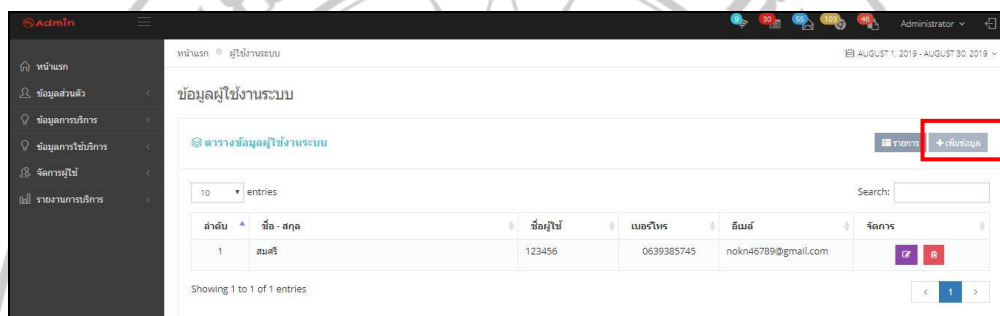 Admin 9 30 55 103 46 Administrator
หน้าแรก ผู้ใช้งานระบบ AUGUST 1, 2019 - AUGUST 30, 2019
หน้าแรก
ข้อมูลส่วนตัว
ข้อมูลการบริการ
ข้อมูลการใช้บริการ
จัดการผู้ใช้
รายงานการบริการ
ข้อมูลผู้ใช้งานระบบ
ตารางข้อมูลผู้ใช้งานระบบ รายการ +เพิ่มข้อมูล
10 entries Search:
ลำดับ ชื่อ - สกุล ชื่อผู้ใช้ เบอร์โทร อีเมล์ จัดการ
1 สมศรี 123456 0639385745 nokn46789@gmail.com
Showing 1 to 1 of 1 entries < 1 >